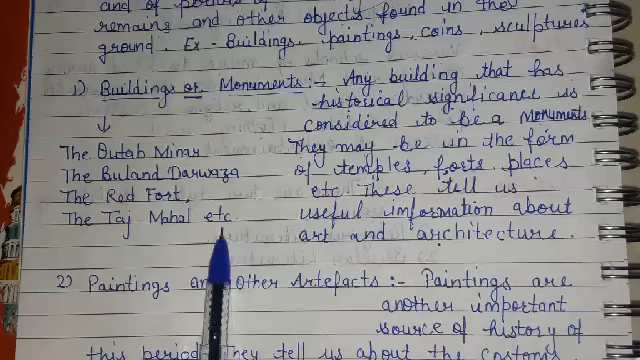 and of periods
remains and other objects found in the
ground. Ex - Buildings, paintings, coins, sculptures
1) Buildings or Monuments :- Any building that has
historical significance is
considered to be a Monuments
↓
The Qutab Minar
The Buland Darwaza
The Red Fort,
The Taj Mahal etc.
They may be in the form
of temples, forts, places
etc. These tell us
useful information about
art and architecture.
2) Paintings and Other Artefacts :- Paintings are
another important
source of history of
this period. They tell us about the customs